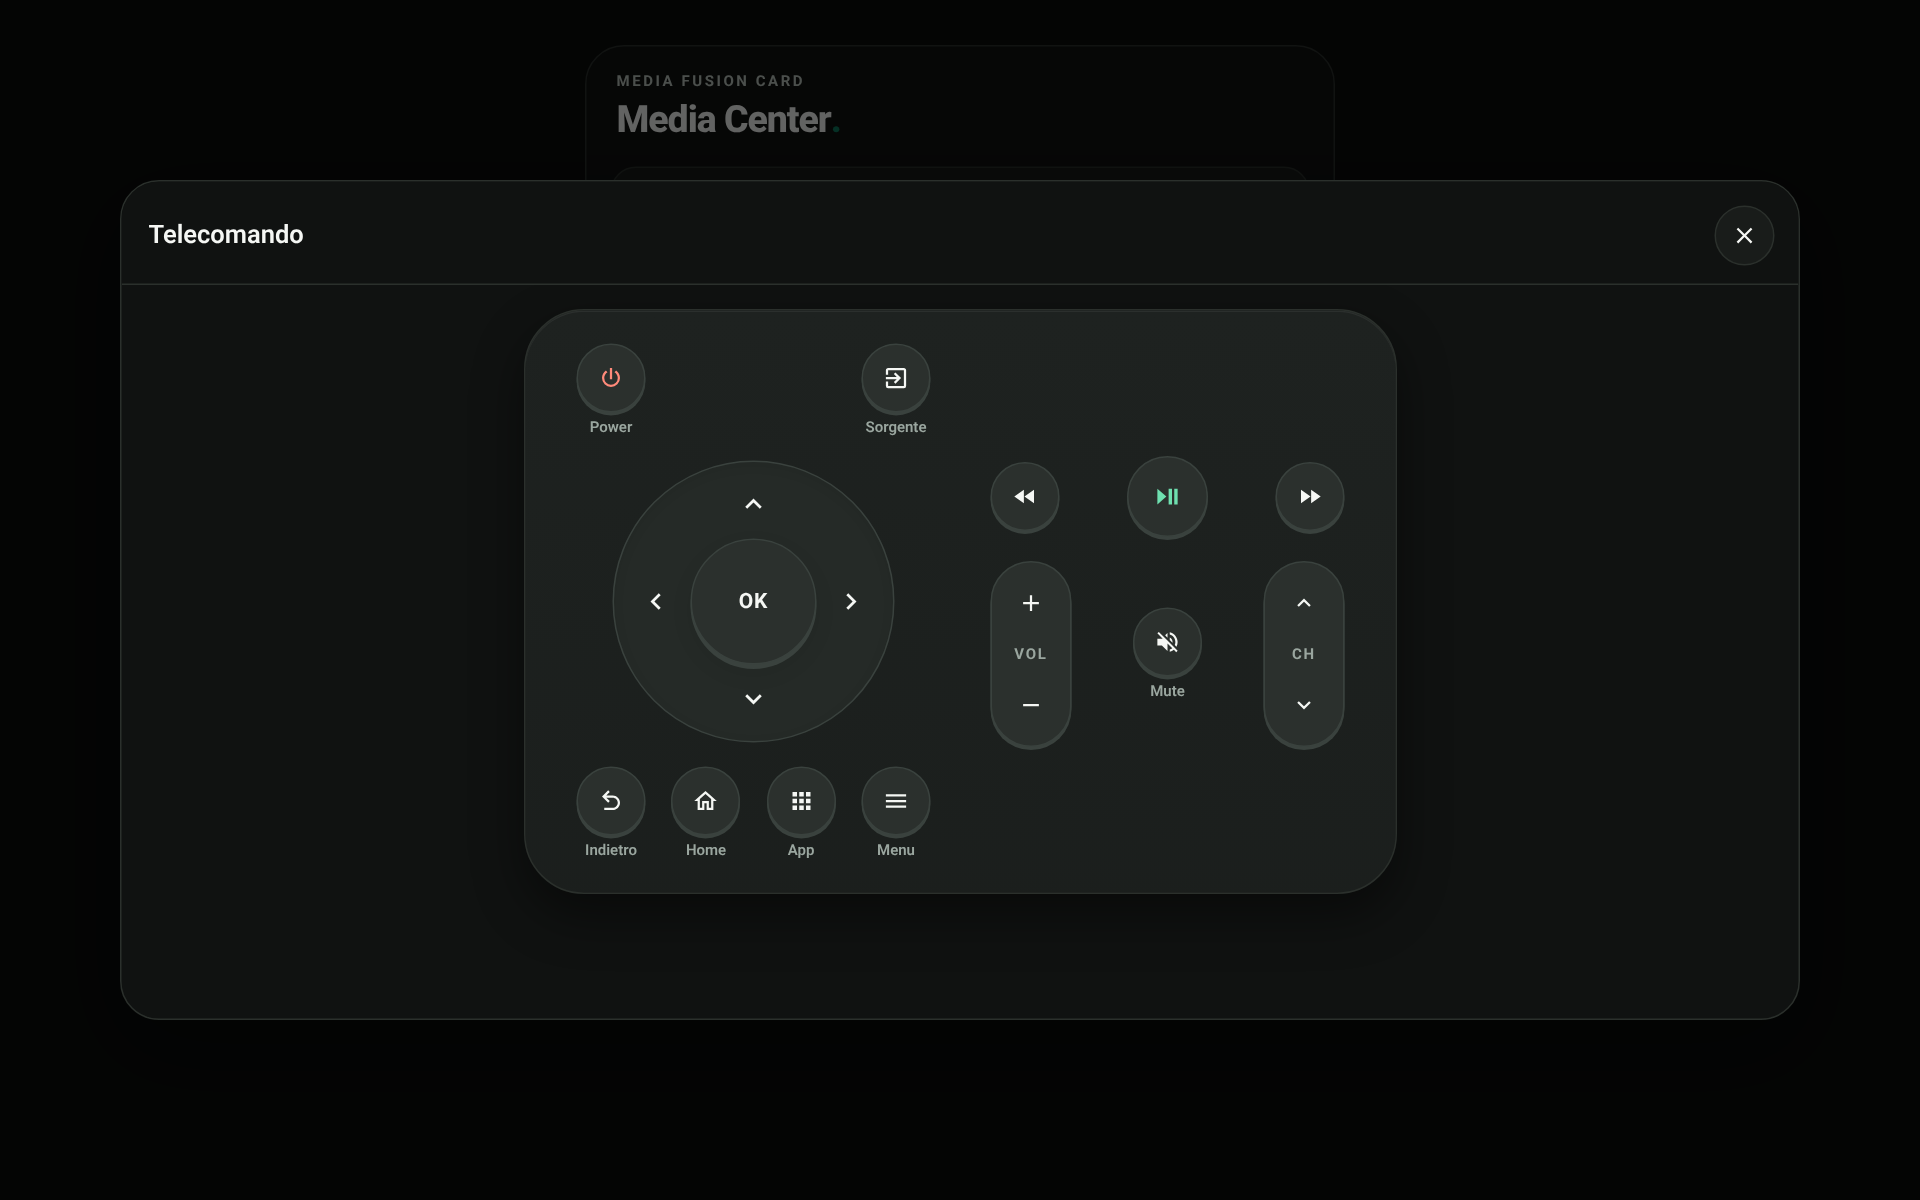 MEDIA FUSION CARD
Media Center.
Telecomando
Power
Sorgente
OK
VOL
Mute
CH
Indietro
Home
App
Menu